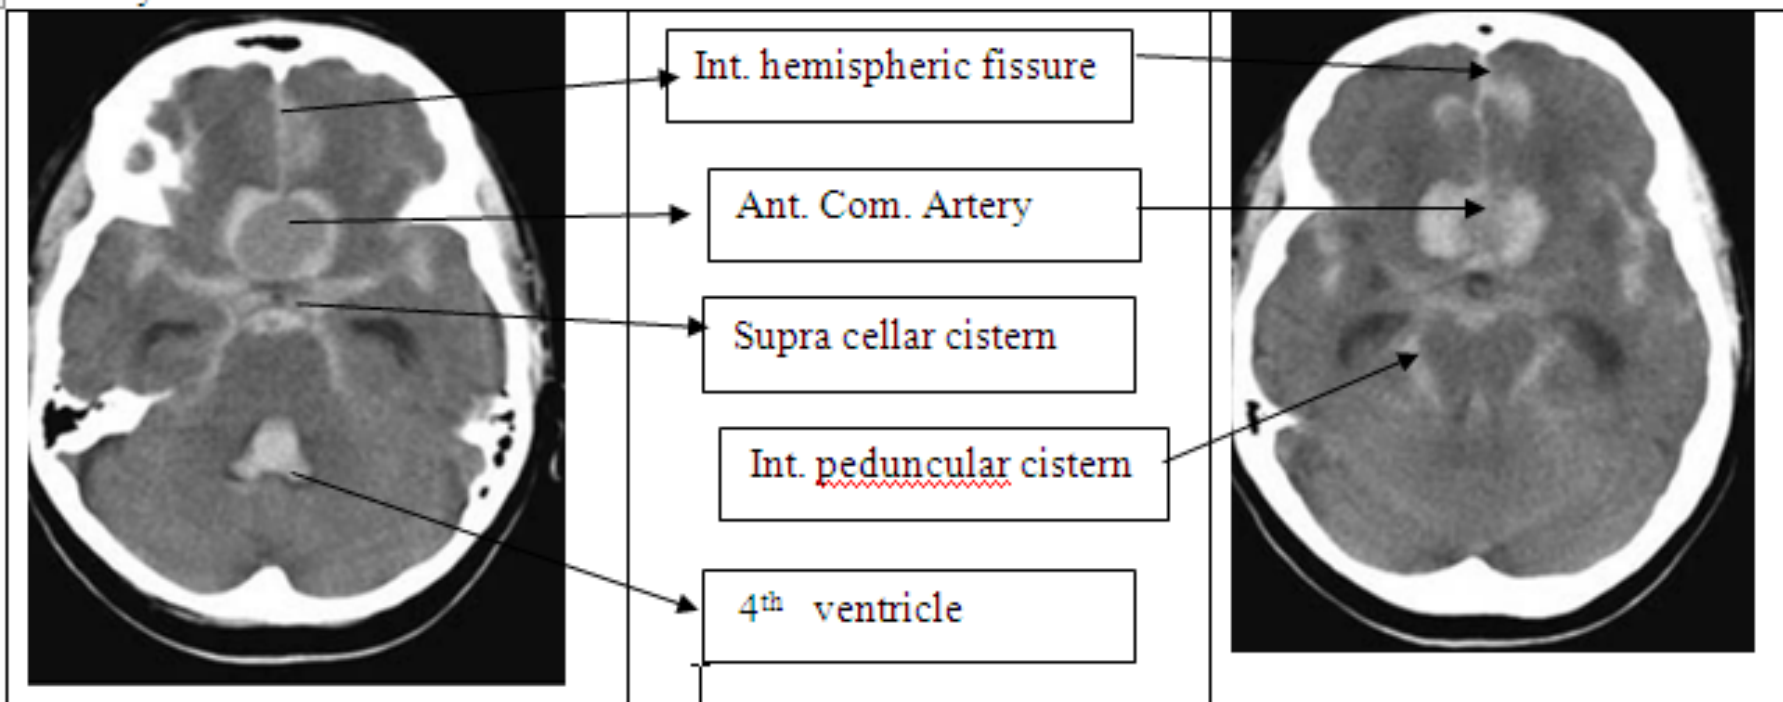 Int. hemispheric fissure
Ant. Com. Artery
Supra cellar cistern
Int. peduncular cistern
4th ventricle